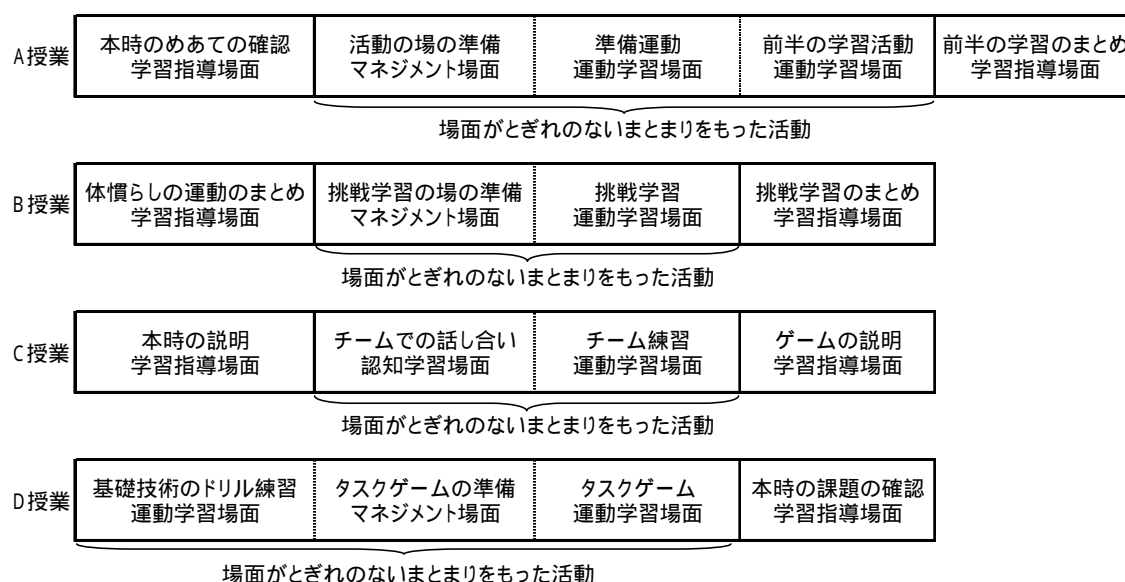 A授業
本時のめあての確認
学習指導場面
活動の場の準備
マネジメント場面
準備運動
運動学習場面
前半の学習活動
運動学習場面
前半の学習のまとめ
学習指導場面
場面がとぎれのないまとまりをもった活動
B授業
体慣らしの運動のまとめ
学習指導場面
挑戦学習の場の準備
マネジメント場面
挑戦学習
運動学習場面
挑戦学習のまとめ
学習指導場面
場面がとぎれのないまとまりをもった活動
C授業
本時の説明
学習指導場面
チームでの話し合い
認知学習場面
チーム練習
運動学習場面
ゲームの説明
学習指導場面
場面がとぎれのないまとまりをもった活動
D授業
基礎技術のドリル練習
運動学習場面
タスクゲームの準備
マネジメント場面
タスクゲーム
運動学習場面
本時の課題の確認
学習指導場面
場面がとぎれのないまとまりをもった活動